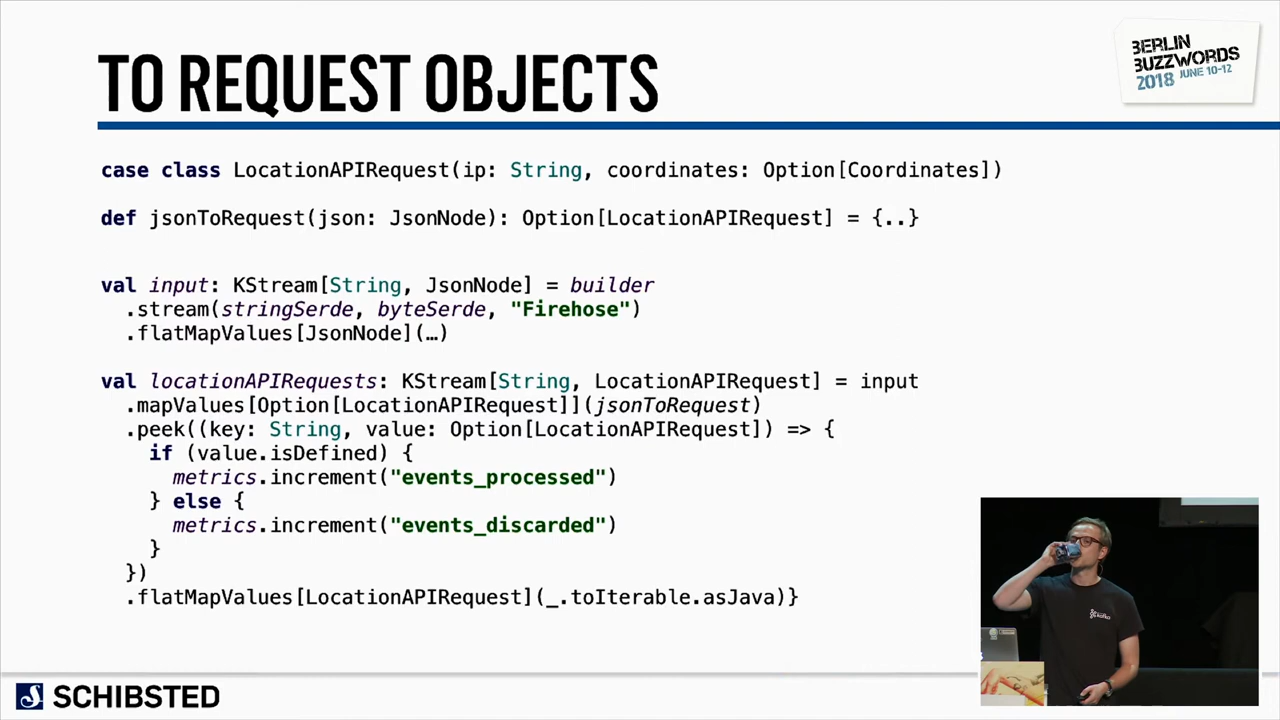 BERLIN
BUZZWORDS
2018 JUNE 10-12
TO REQUEST OBJECTS
case class LocationAPIRequest(ip: String, coordinates: Option[Coordinates])
def jsonToRequest(json: JsonNode): Option[LocationAPIRequest] = {..}
val input: KStream[String, JsonNode] = builder
.stream(stringSerde, byteSerde, "Firehose")
.flatMapValues[JsonNode](…)
val locationAPIRequests: KStream[String, LocationAPIRequest] = input
.mapValues[Option[LocationAPIRequest]](jsonToRequest)
.peek((key: String, value: Option[LocationAPIRequest]) => {
if (value.isDefined) {
metrics.increment("events_processed")
} else {
metrics.increment("events_discarded")
}
})
.flatMapValues[LocationAPIRequest](_.toIterable.asJava)}
kafka
SCHIBSTED